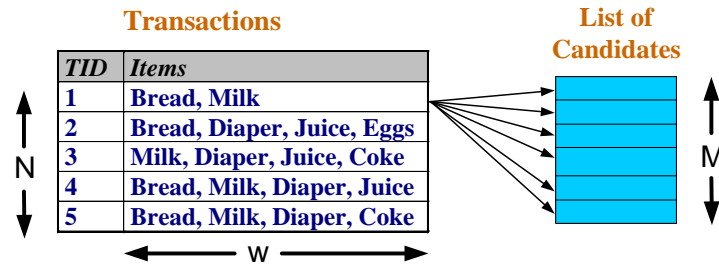 Transactions
List of
Candidates
TID Items
1 Bread, Milk
2 Bread, Diaper, Juice, Eggs
3 Milk, Diaper, Juice, Coke
4 Bread, Milk, Diaper, Juice
5 Bread, Milk, Diaper, Coke
N
M
w